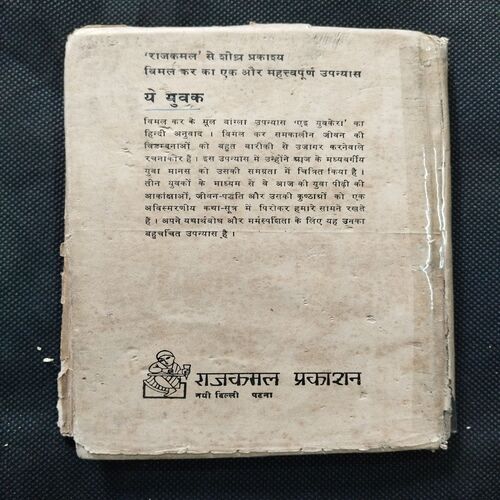 'राजकमल' से शीघ्र प्रकाश्य
विमल कर का एक और महत्त्वपूर्ण उपन्यास
ये युवक
विमल कर के मूल बांग्ला उपन्यास 'एइ युवकेरा' का
हिन्दी अनुवाद । विमल कर समकालीन जीवन की
विडम्बनाओं को बहुत बारीकी से उजागर करनेवाले
रचनाकार हैं । इस उपन्यास में उन्होंने आज के मध्यवर्गीय
युवा मानस को उसकी समग्रता में चित्रित किया है ।
तीन युवकों के माध्यम से वे आज की युवा पीढ़ी की
आकांक्षाओं, जीवन-पद्धति और उसकी कुण्ठाओं को एक
अविस्मरणीय कथा-सूत्र में पिरोकर हमारे सामने रखते
हैं । अपने यथार्थबोध और मर्मस्पर्शिता के लिए यह उनका
बहुचर्चित उपन्यास है ।
राजकमल प्रकाशन
नयी दिल्ली पटना